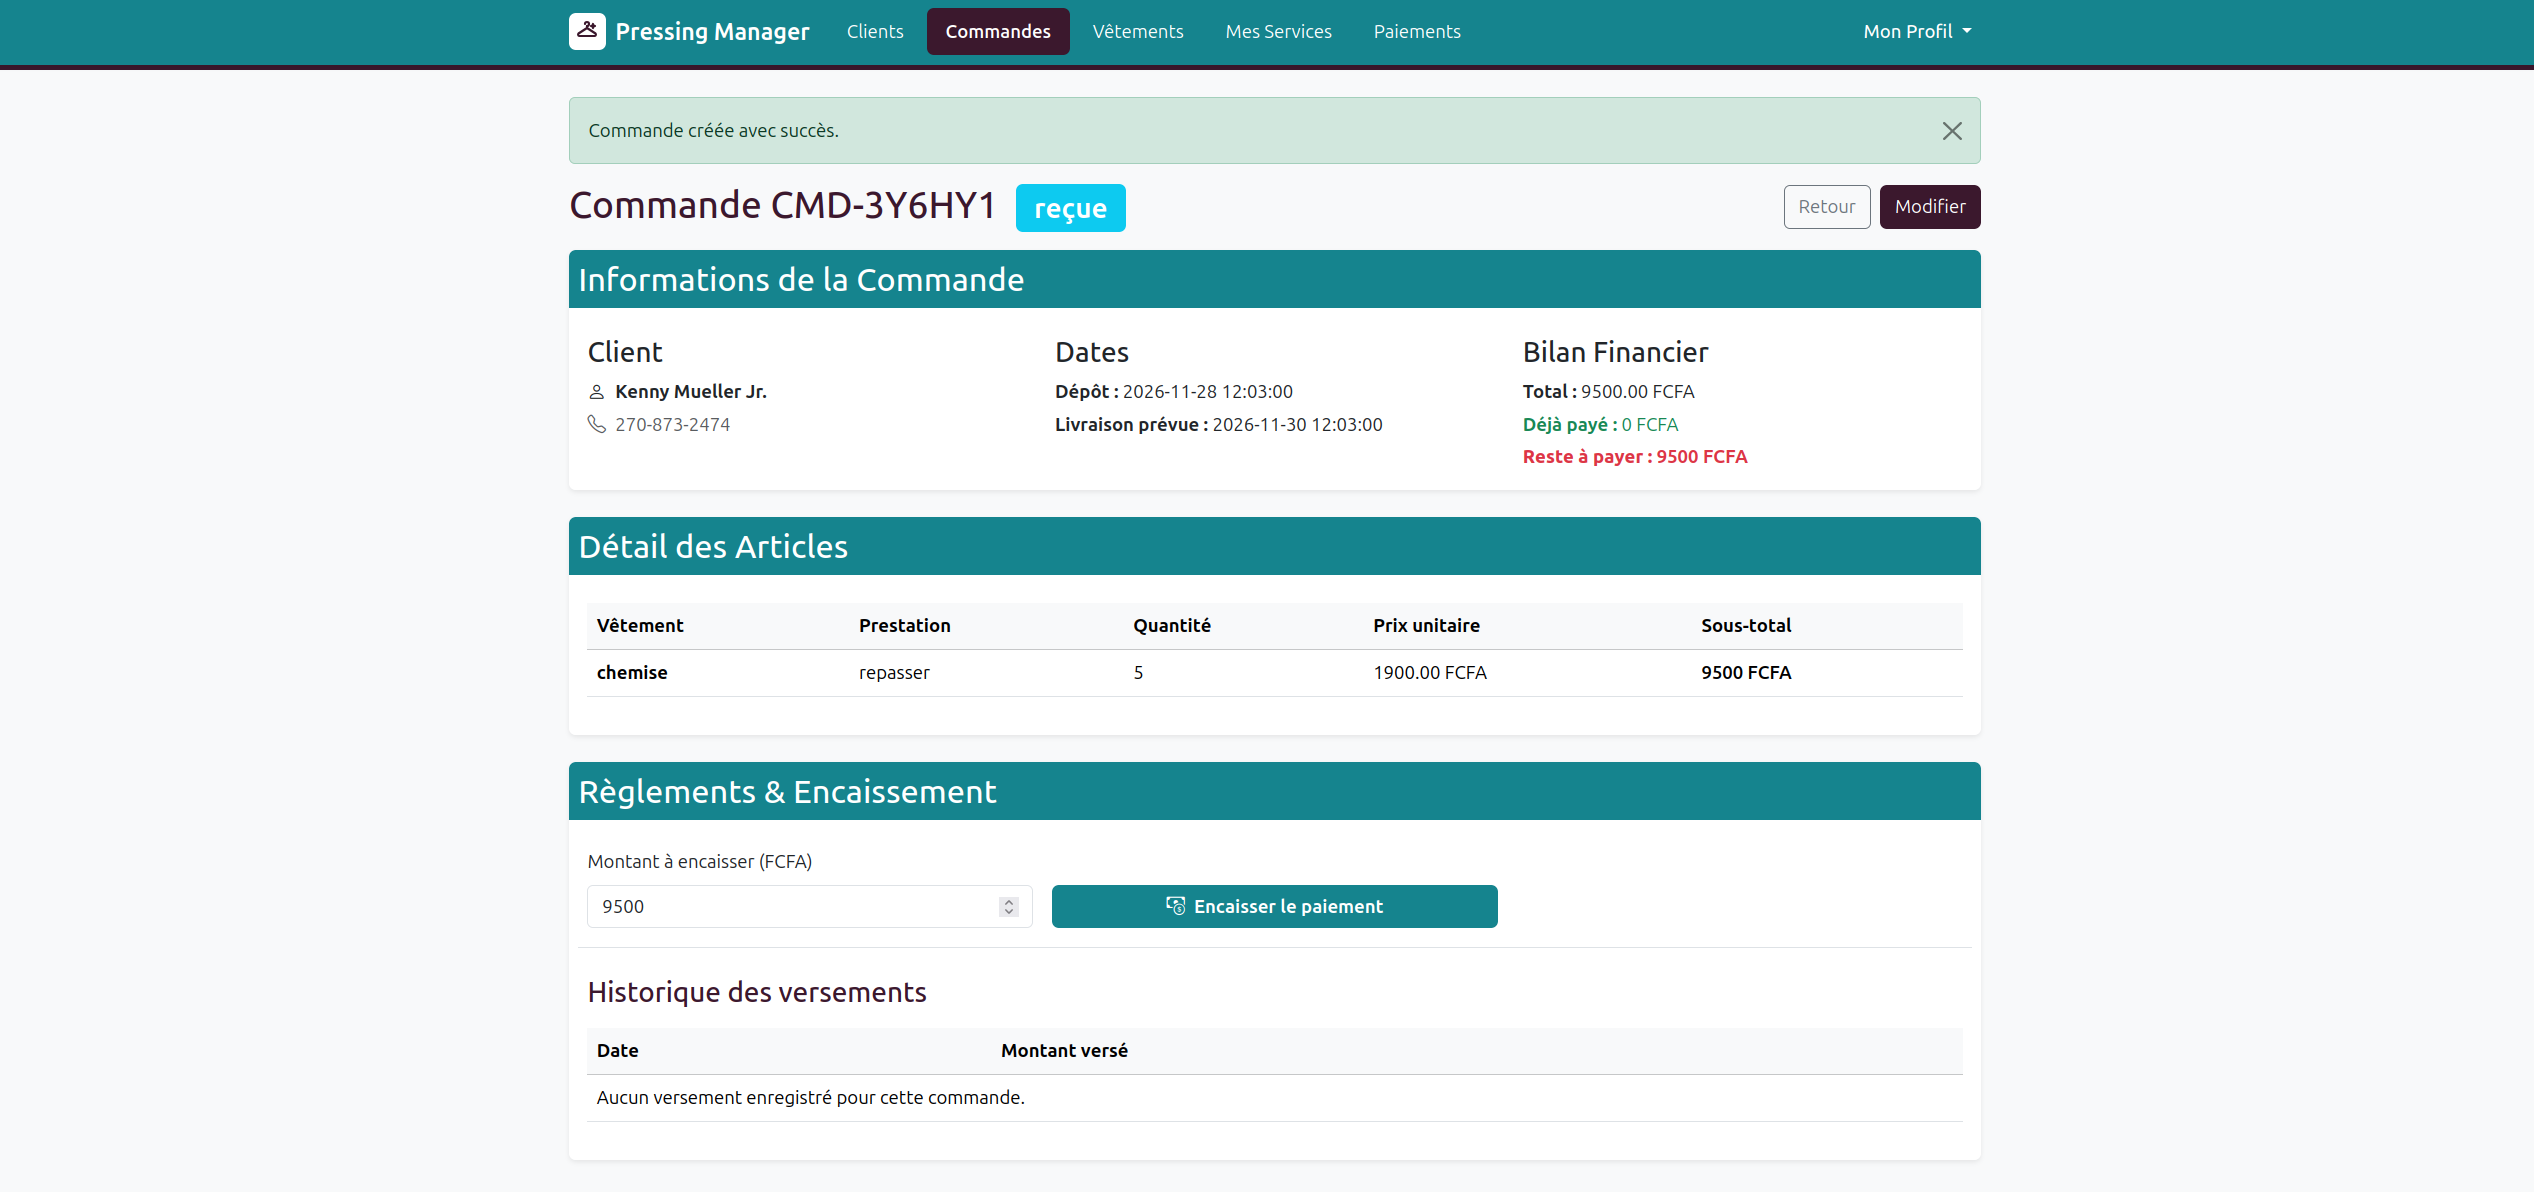 Pressing Manager Clients Commandes Vêtements Mes Services Paiements Mon Profil
Commande créée avec succès.
Commande CMD-3Y6HY1 reçue Retour Modifier
Informations de la Commande
Client
Kenny Mueller Jr.
270-873-2474
Dates
Dépôt : 2026-11-28 12:03:00
Livraison prévue : 2026-11-30 12:03:00
Bilan Financier
Total : 9500.00 FCFA
Déjà payé : 0 FCFA
Reste à payer : 9500 FCFA
Détail des Articles
Vêtement Prestation Quantité Prix unitaire Sous-total
chemise repasser 5 1900.00 FCFA 9500 FCFA
Règlements & Encaissement
Montant à encaisser (FCFA)
9500 Encaisser le paiement
Historique des versements
Date Montant versé
Aucun versement enregistré pour cette commande.